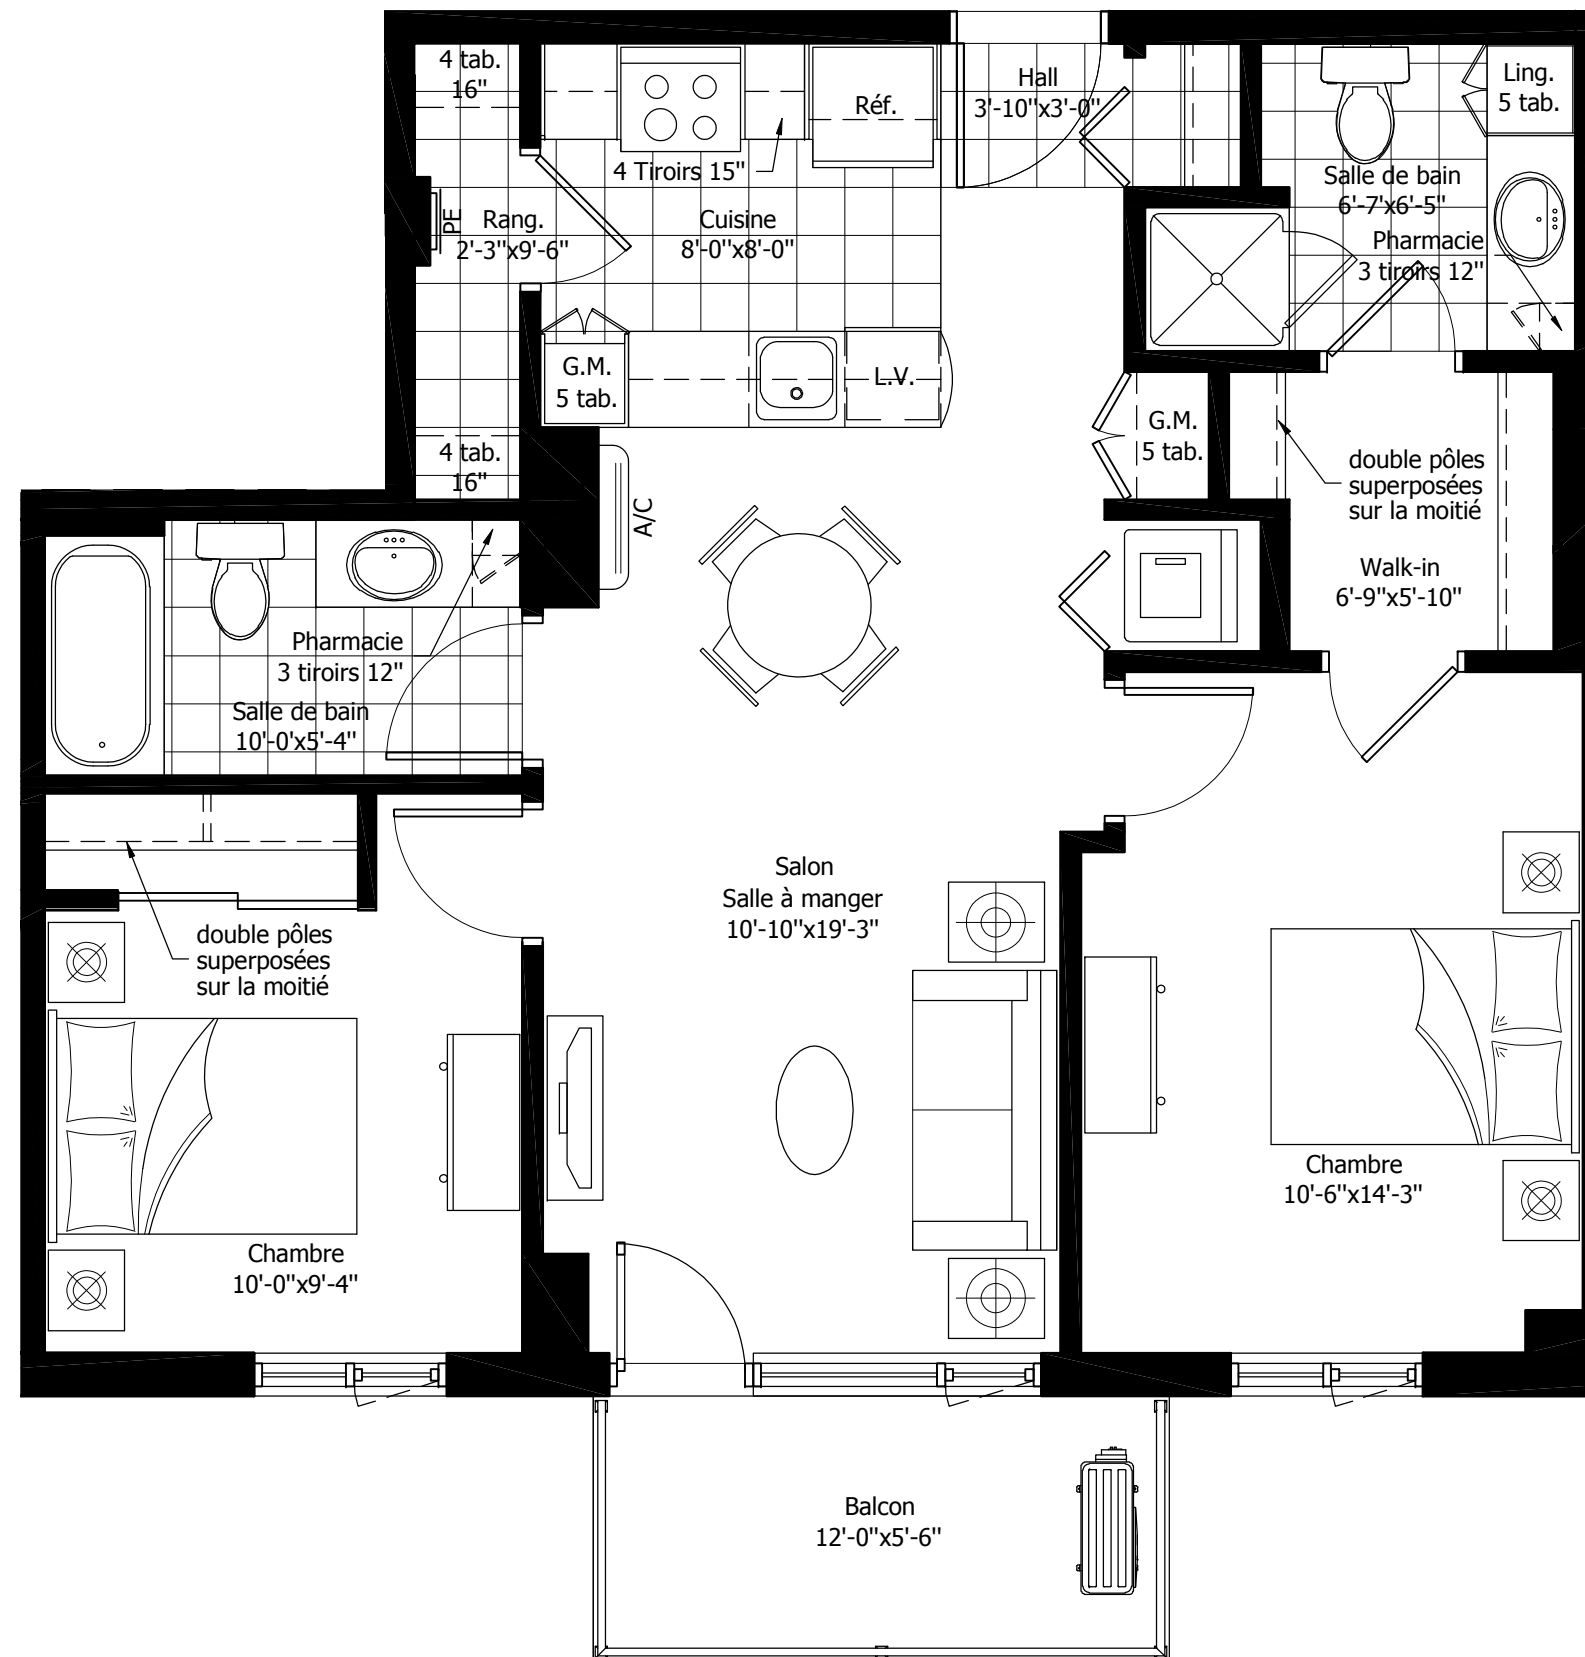 4 tab.
16"
Réf.
Hall
3'-10"x3'-0"
Ling.
5 tab.
4 Tiroirs 15"
PE
Rang.
2'-3"x9'-6"
Cuisine
8'-0"x8'-0"
Salle de bain
6'-7'x6'-5"
Pharmacie
3 tiroirs 12"
G.M.
5 tab.
L.V.
G.M.
5 tab.
4 tab.
16"
A/C
double pôles
superposées
sur la moitié
Walk-in
6'-9"x5'-10"
Pharmacie
3 tiroirs 12"
Salle de bain
10'-0'x5'-4"
Salon
Salle à manger
10'-10"x19'-3"
double pôles
superposées
sur la moitié
Chambre
10'-6"x14'-3"
Chambre
10'-0"x9'-4"
Balcon
12'-0"x5'-6"